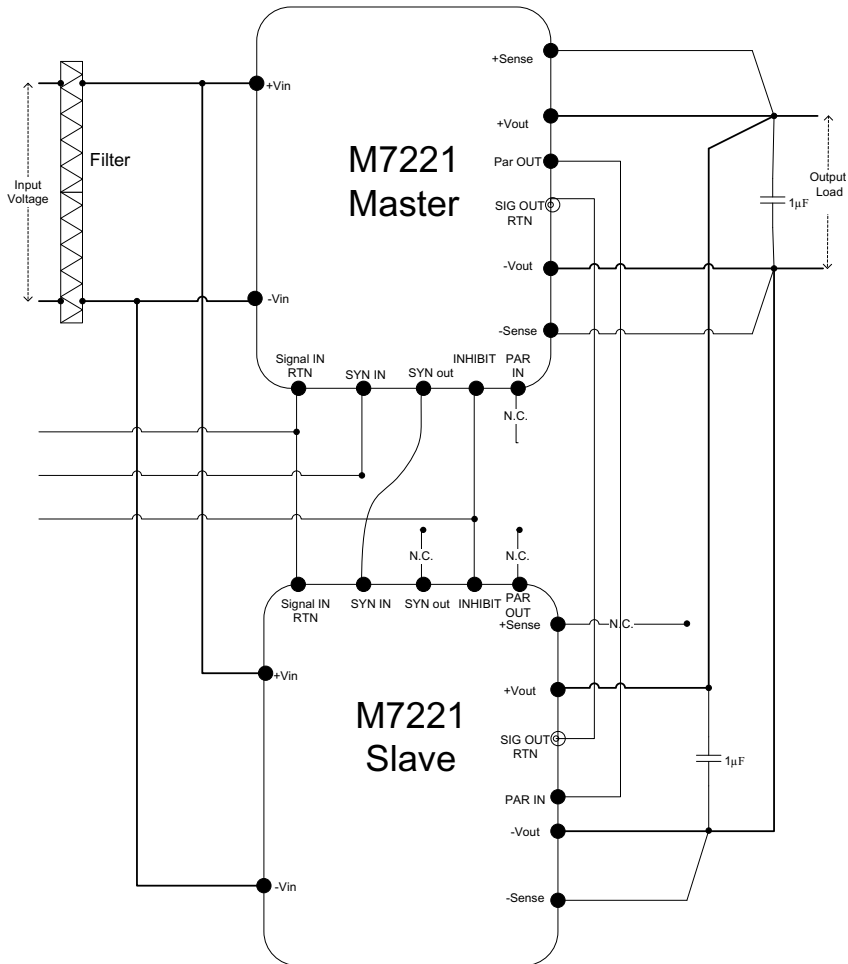 +Sense
+Vin
+Vout
Filter
M7221
Master
Par OUT
Input
Voltage
Output
Load
SIG OUT
RTN
1µF
-Vout
-Vin
-Sense
Signal IN
RTN
SYN IN
SYN out
INHIBIT
PAR
IN
N.C.
N.C.
N.C.
Signal IN
RTN
SYN IN
SYN out
INHIBIT
PAR
OUT
+Sense
N.C.
+Vin
+Vout
M7221
Slave
SIG OUT
RTN
1µF
PAR IN
-Vout
-Vin
-Sense